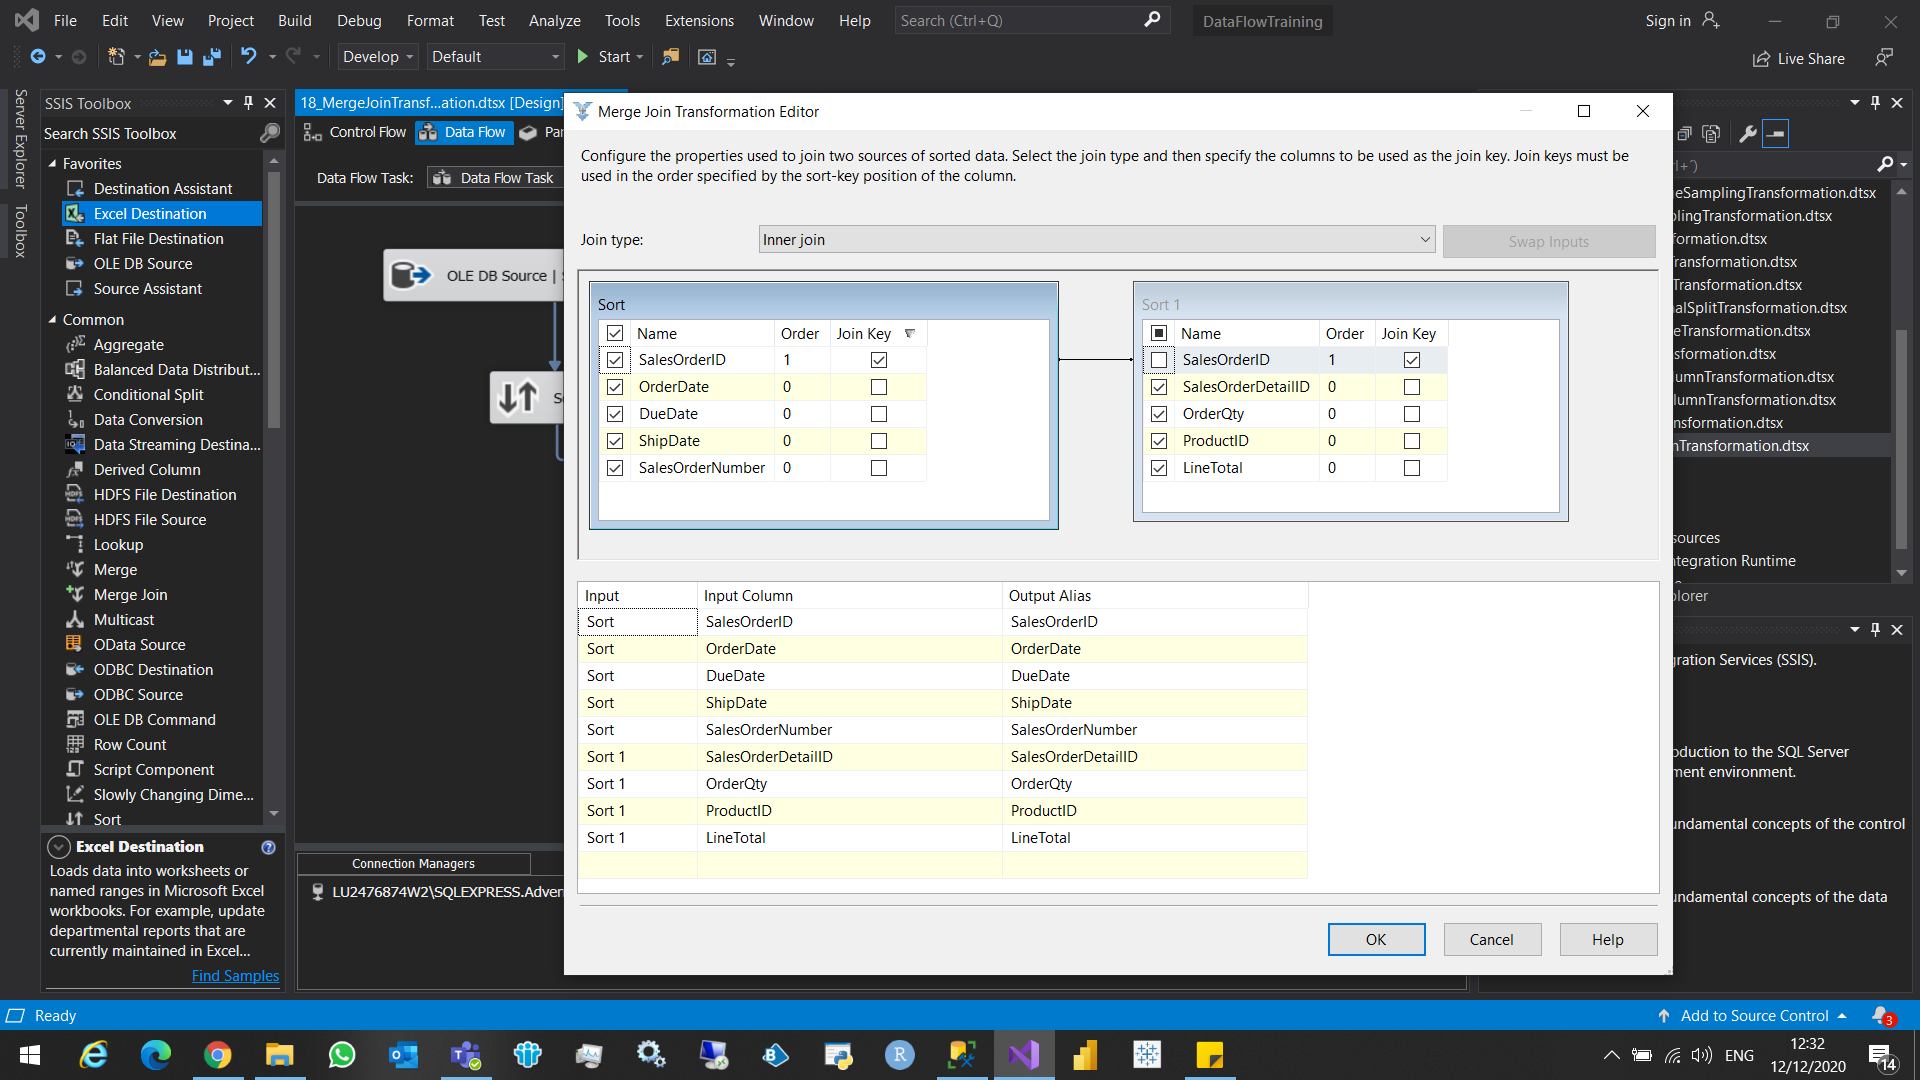 File Edit View Project Build Debug Format Test Analyze Tools Extensions Window Help Search (Ctrl+Q) DataFlowTraining Sign in
Develop Default Start Live Share
Server Explorer
Toolbox
SSIS Toolbox
Search SSIS Toolbox
Favorites
Destination Assistant
Excel Destination
Flat File Destination
OLE DB Source
Source Assistant
Common
Aggregate
Balanced Data Distribut...
Conditional Split
Data Conversion
Data Streaming Destina...
Derived Column
HDFS File Destination
HDFS File Source
Lookup
Merge
Merge Join
Multicast
OData Source
ODBC Destination
ODBC Source
OLE DB Command
Row Count
Script Component
Slowly Changing Dime...
Sort
Excel Destination
Loads data into worksheets or
named ranges in Microsoft Excel
workbooks. For example, update
departmental reports that are
currently maintained in Excel...
Find Samples
18_MergeJoinTransf...ation.dtsx [Design]
Control Flow Data Flow Par
Data Flow Task: Data Flow Task
OLE DB Source |
Connection Managers
LU2476874W2\SQLEXPRESS.Adven
Merge Join Transformation Editor
Configure the properties used to join two sources of sorted data. Select the join type and then specify the columns to be used as the join key. Join keys must be
used in the order specified by the sort-key position of the column.
Join type: Inner join Swap Inputs
Sort
Name Order Join Key
SalesOrderID 1
OrderDate 0
DueDate 0
ShipDate 0
SalesOrderNumber 0
Sort 1
Name Order Join Key
SalesOrderID 1
SalesOrderDetailID 0
OrderQty 0
ProductID 0
LineTotal 0
Input Input Column Output Alias
Sort SalesOrderID SalesOrderID
Sort OrderDate OrderDate
Sort DueDate DueDate
Sort ShipDate ShipDate
Sort SalesOrderNumber SalesOrderNumber
Sort 1 SalesOrderDetailID SalesOrderDetailID
Sort 1 OrderQty OrderQty
Sort 1 ProductID ProductID
Sort 1 LineTotal LineTotal
OK Cancel Help
eSamplingTransformation.dtsx
plingTransformation.dtsx
formation.dtsx
Transformation.dtsx
Transformation.dtsx
nalSplitTransformation.dtsx
eTransformation.dtsx
nsformation.dtsx
lumnTransformation.dtsx
olumnTransformation.dtsx
ansformation.dtsx
nTransformation.dtsx
sources
ntegration Runtime
plorer
gration Services (SSIS).
oduction to the SQL Server
ment environment.
undamental concepts of the control
undamental concepts of the data
Ready Add to Source Control 3
ENG
12:32
12/12/2020
14